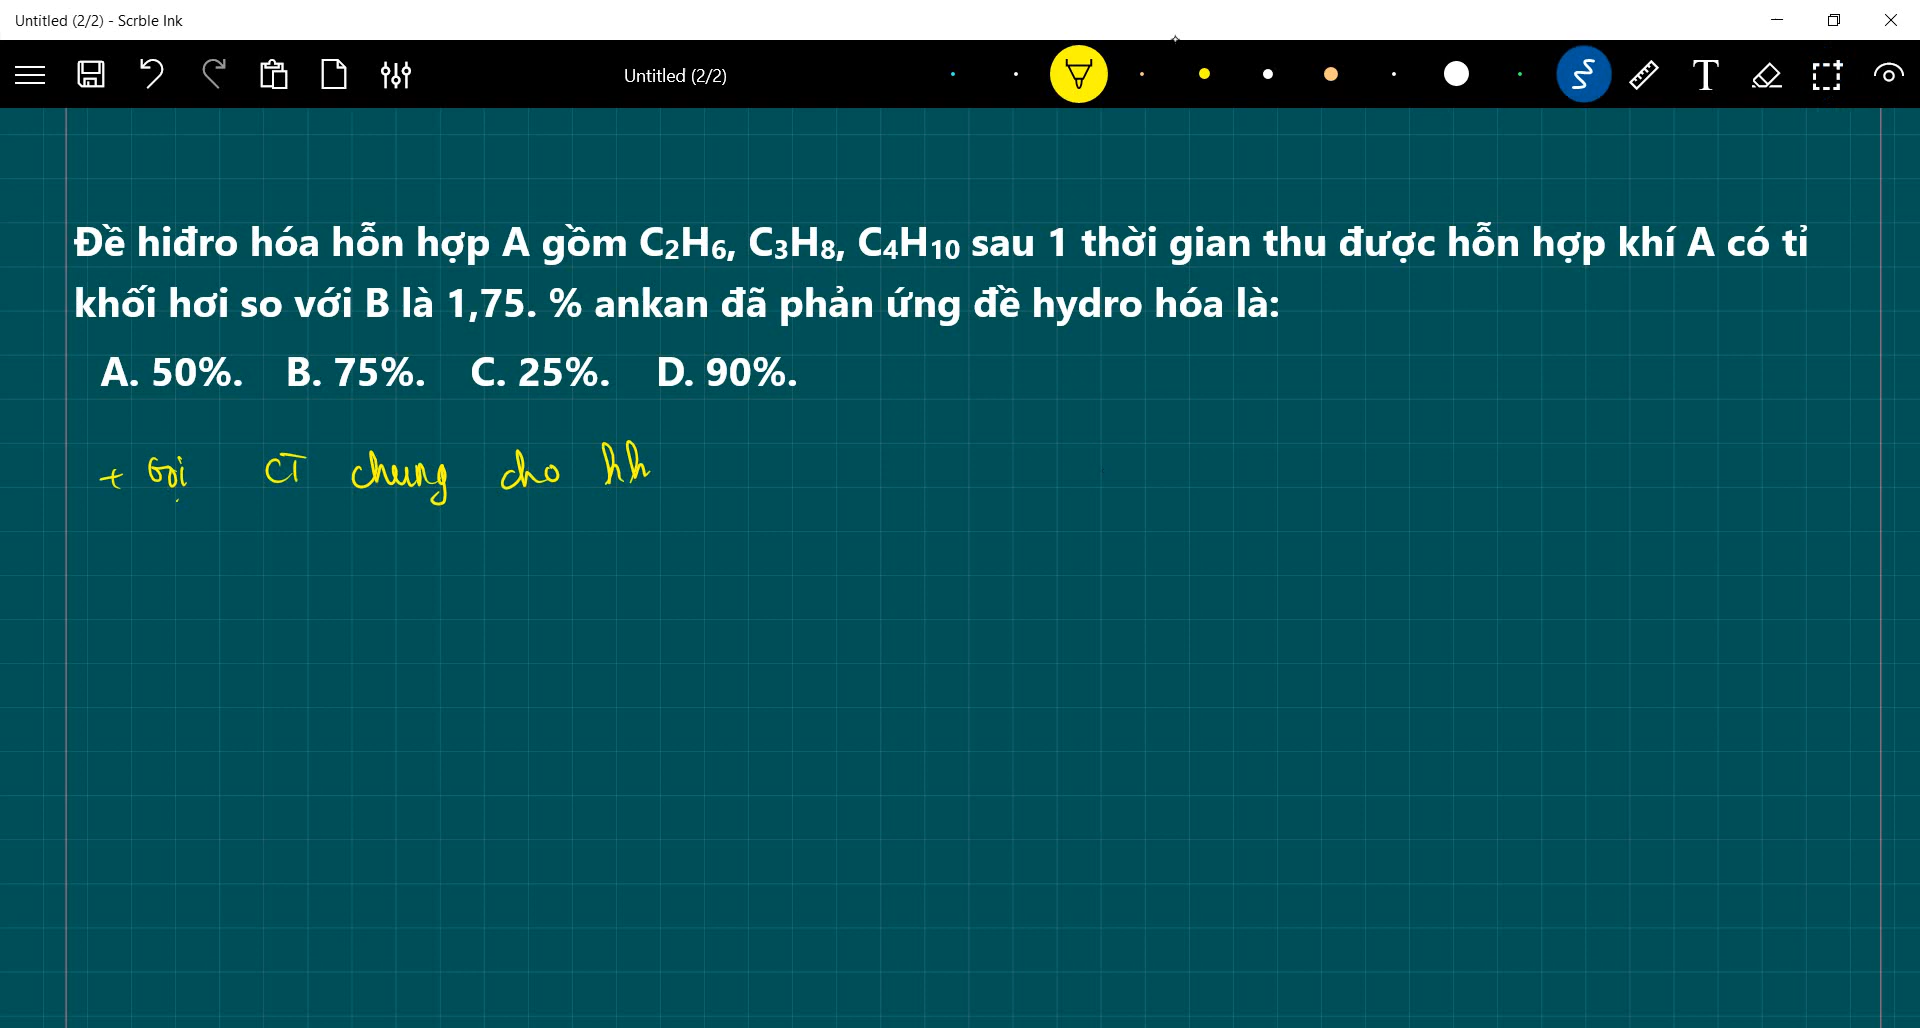 Untitled (2/2) - Scrble Ink
Untitled (2/2)
T
Đề hiđro hóa hỗn hợp A gồm C₂H₆, C₃H₈, C₄H₁₀ sau 1 thời gian thu được hỗn hợp khí A có tỉ
khối hơi so với B là 1,75. % ankan đã phản ứng đề hydro hóa là:
A. 50%. B. 75%. C. 25%. D. 90%.
+ Gọi CT chung cho hh